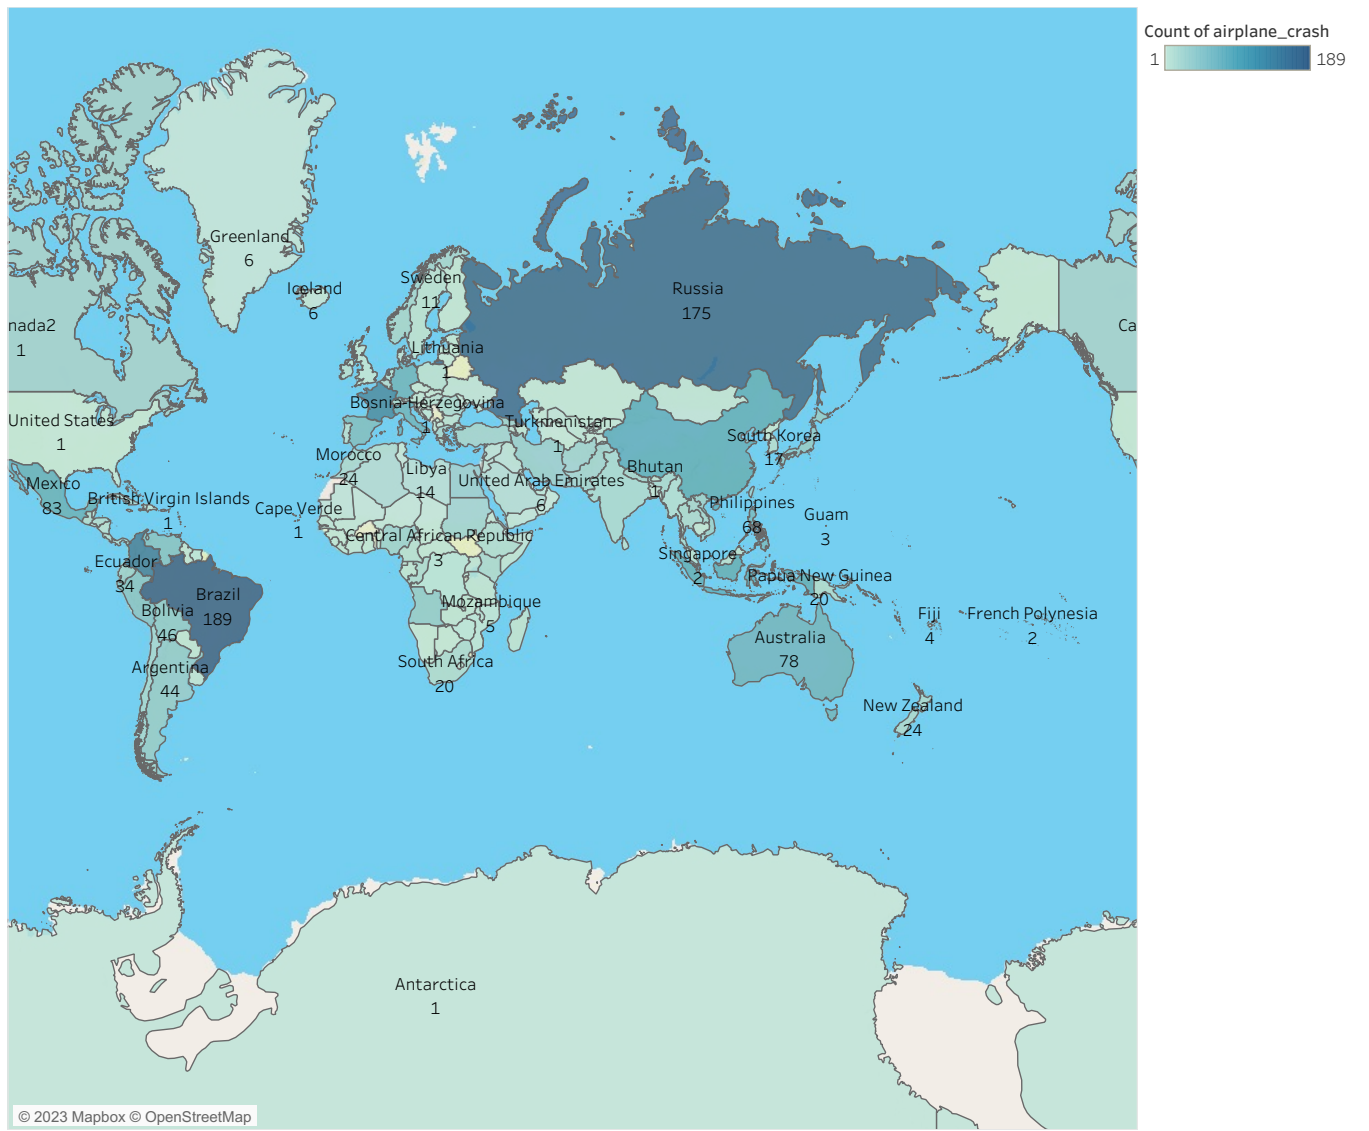 Count of airplane_crash
1
189
Greenland
6
Iceland
6
Sweden
11
Russia
175
nada2
1
Ca
Lithuania
1
United States
1
Bosnia-Herzegovina
1
Turkmenistan
1
South Korea
17
Morocco
24
Libya
14
Bhutan
1
Mexico
83
British Virgin Islands
1
United Arab Emirates
6
Cape Verde
1
Philippines
68
Guam
3
Central African Republic
3
Singapore
2
Ecuador
34
Papua New Guinea
20
Brazil
189
Bolivia
46
Mozambique
5
Fiji
4
French Polynesia
2
Australia
78
Argentina
44
South Africa
20
New Zealand
24
Antarctica
1
© 2023 Mapbox © OpenStreetMap